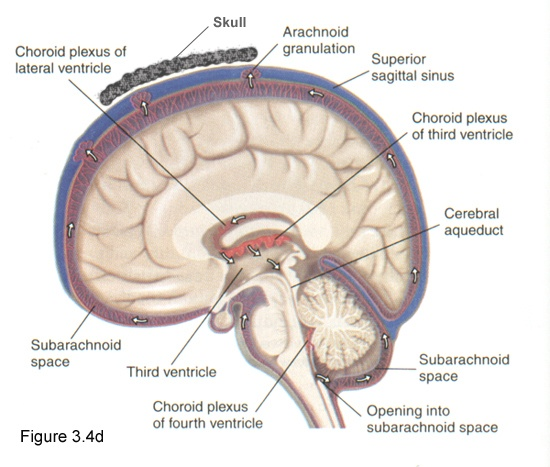 Skull
Choroid plexus of
lateral ventricle
Arachnoid
granulation
Superior
sagittal sinus
Choroid plexus
of third ventricle
Cerebral
aqueduct
Subarachnoid
space
Third ventricle
Choroid plexus
of fourth ventricle
Subarachnoid
space
Opening into
subarachnoid space
Figure 3.4d